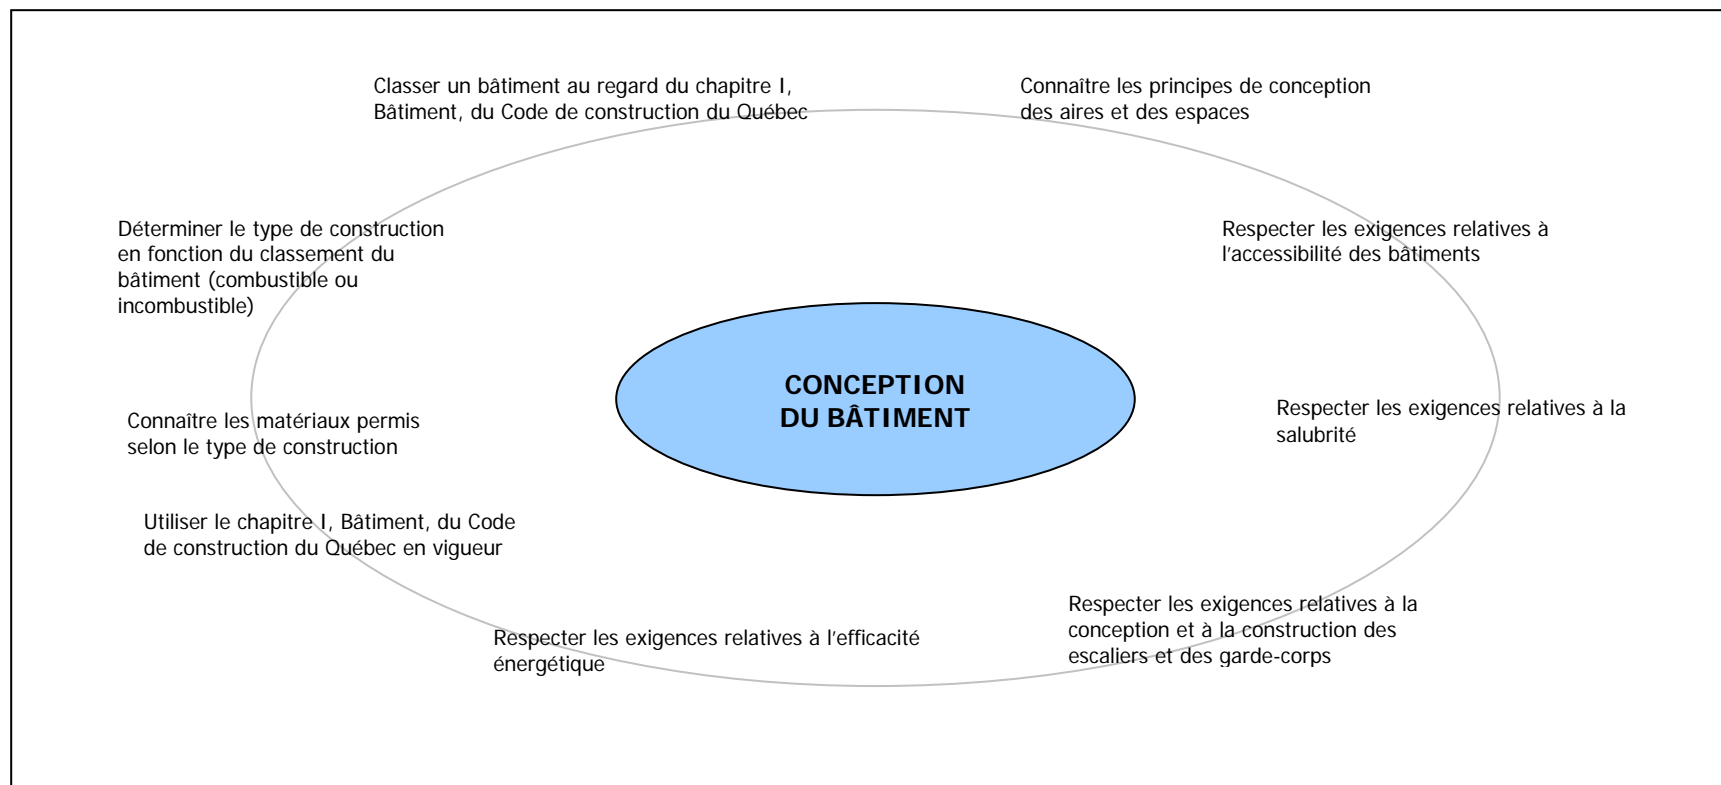 Classer un bâtiment au regard du chapitre I,
Bâtiment, du Code de construction du Québec
Connaître les principes de conception
des aires et des espaces
Déterminer le type de construction
en fonction du classement du
bâtiment (combustible ou
incombustible)
Respecter les exigences relatives à
l'accessibilité des bâtiments
CONCEPTION
DU BÂTIMENT
Connaître les matériaux permis
selon le type de construction
Respecter les exigences relatives à la
salubrité
Utiliser le chapitre I, Bâtiment, du Code
de construction du Québec en vigueur
Respecter les exigences relatives à l'efficacité
énergétique
Respecter les exigences relatives à la
conception et à la construction des
escaliers et des garde-corps